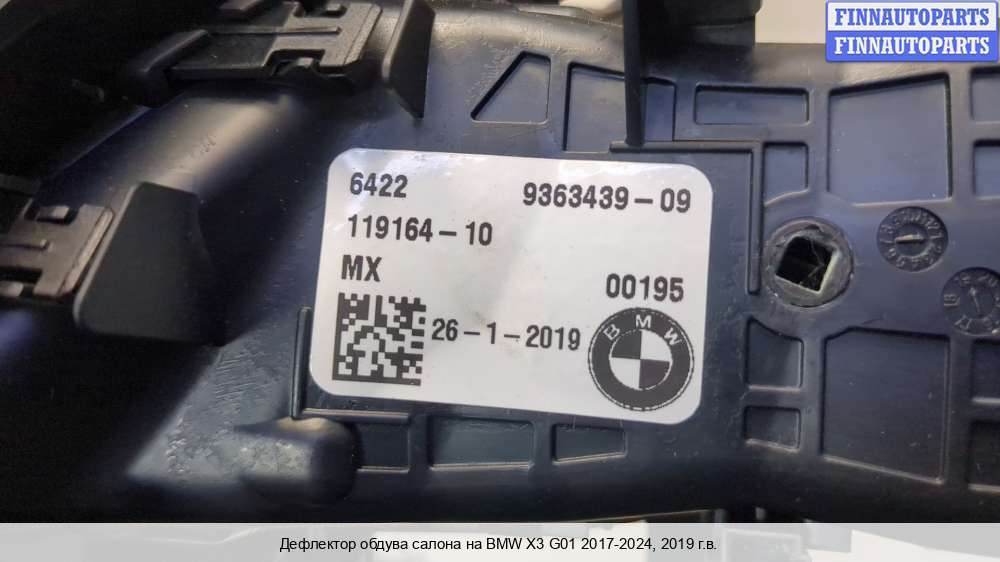 FINNAUTOPARTS
FINNAUTOPARTS
6422 9363439-09
119164-10
MX 00195
26-1-2019
BMW
Дефлектор обдува салона на BMW X3 G01 2017-2024, 2019 г.в.